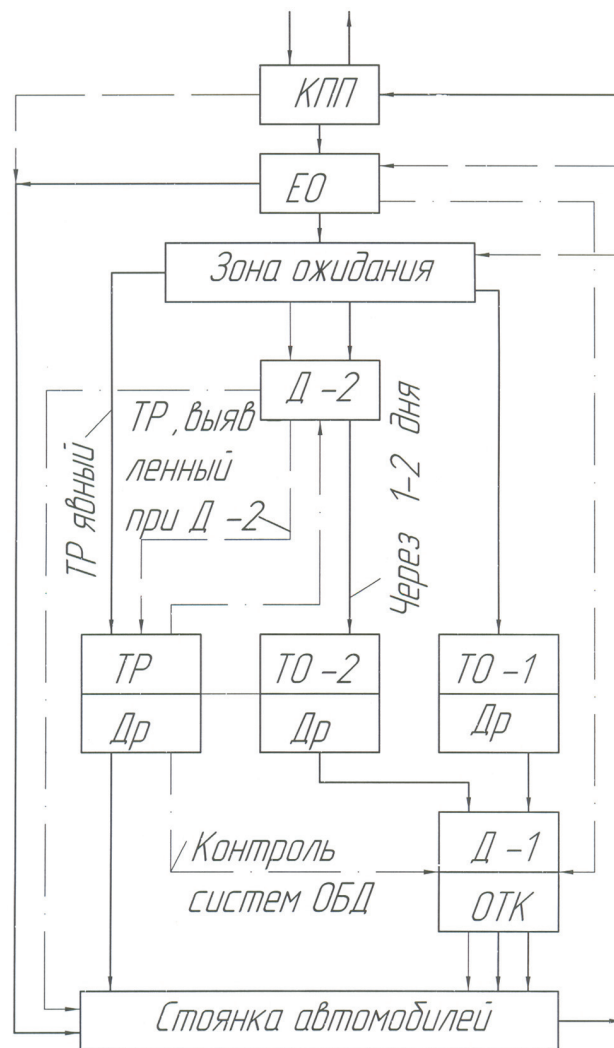 КПП
ЕО
Зона ожидания
Д-2
ТР явный
ТР, выяв
ленный
при Д-2
Через 1-2 дня
ТР
ТО-2
ТО-1
Др
Др
Др
Д-1
ОТК
Контроль
систем ОБД
Стоянка автомобилей